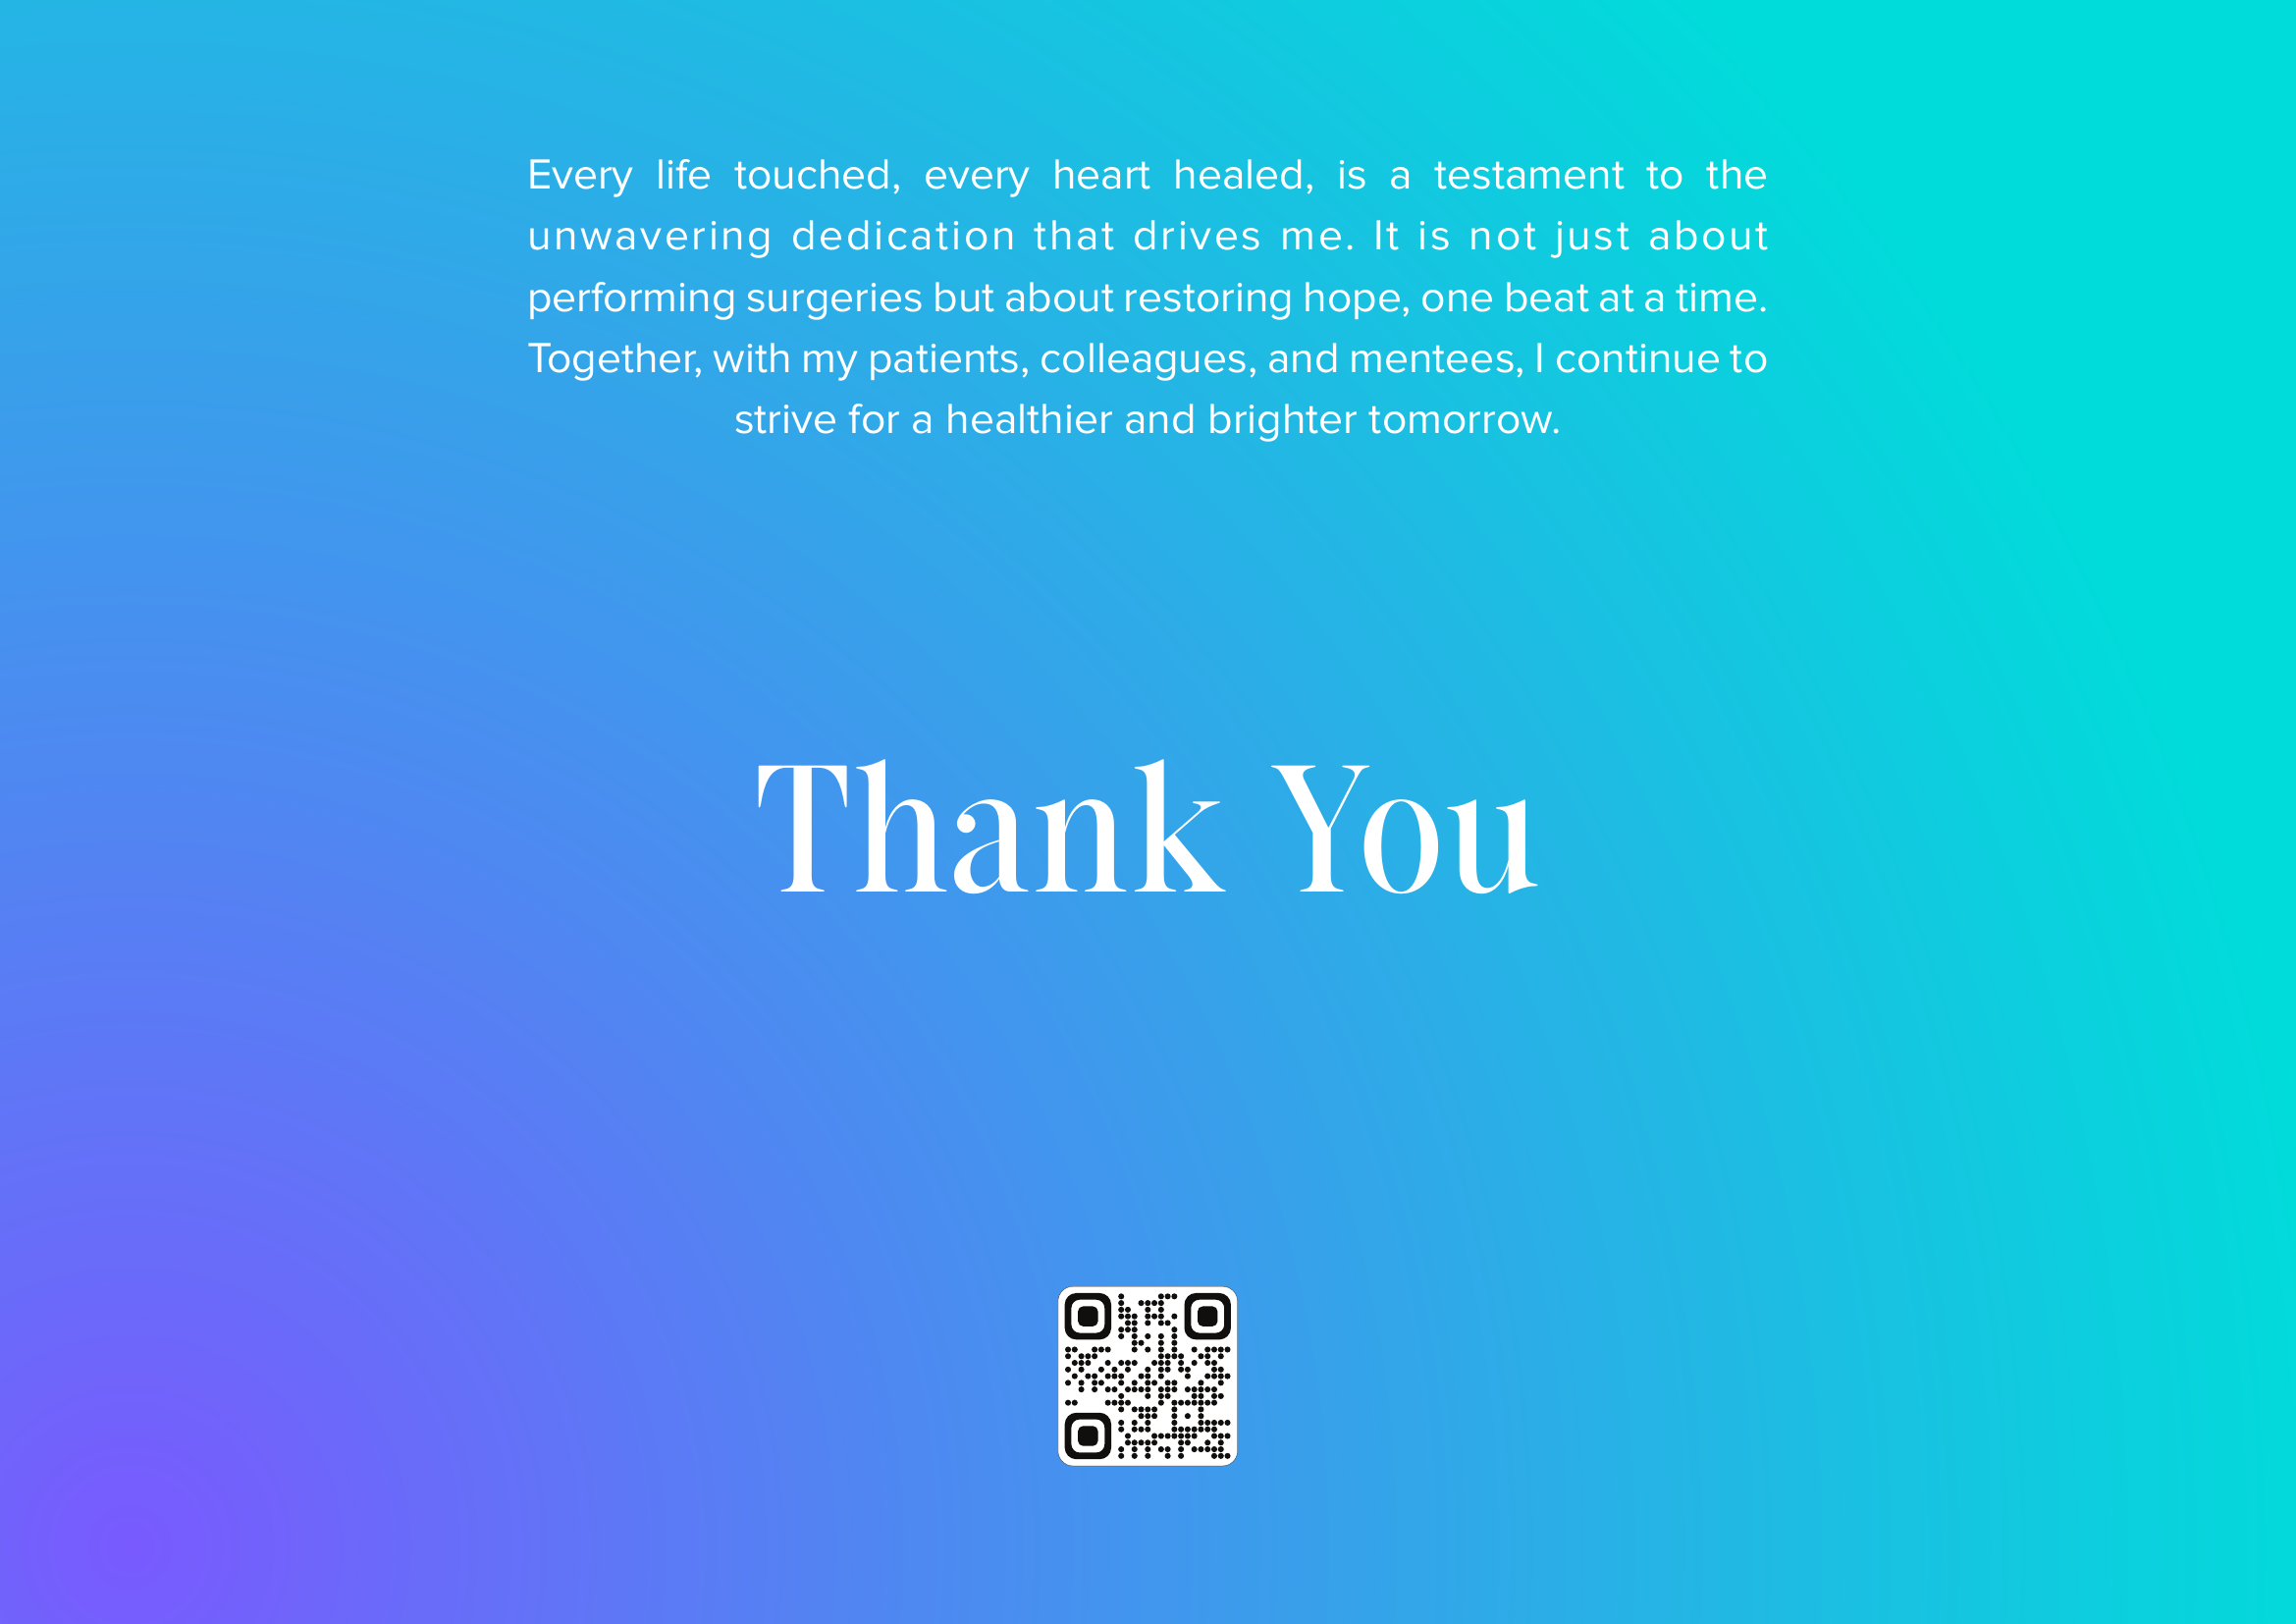 Every life touched, every heart healed, is a testament to the
unwavering dedication that drives me. It is not just about
performing surgeries but about restoring hope, one beat at a time.
Together, with my patients, colleagues, and mentees, I continue to
strive for a healthier and brighter tomorrow.
Thank You